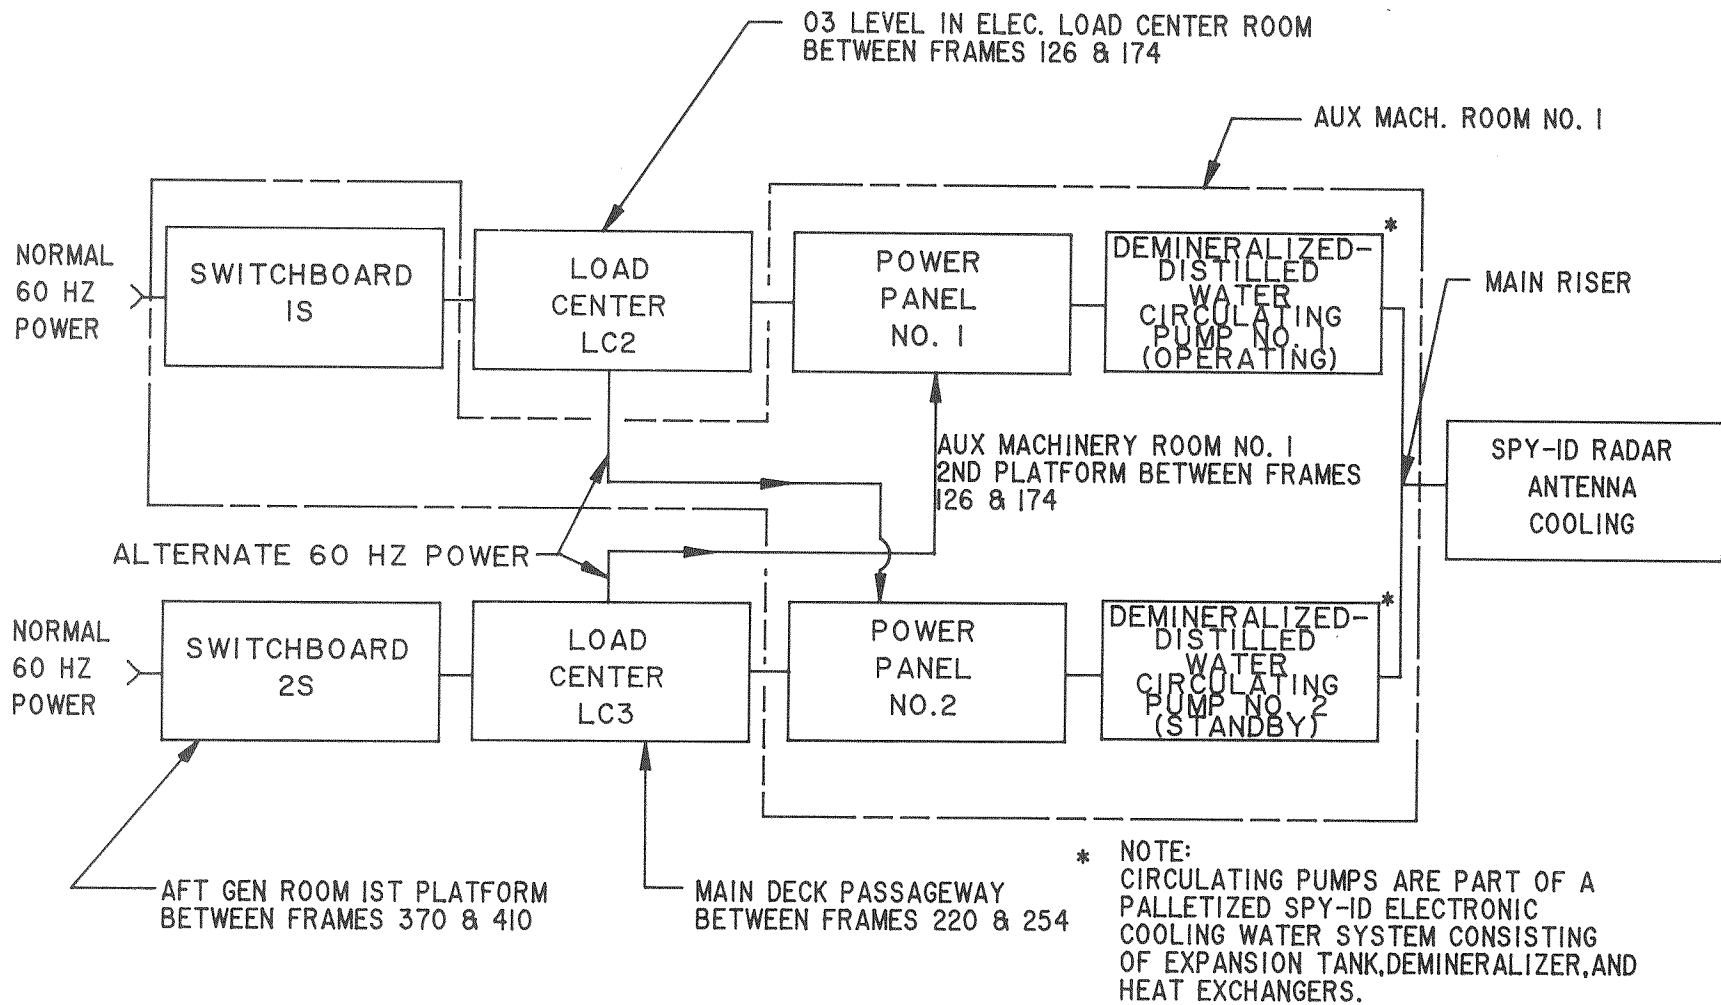 03 LEVEL IN ELEC. LOAD CENTER ROOM
BETWEEN FRAMES 126 & 174
AUX MACH. ROOM NO. 1
NORMAL
60 HZ
POWER
SWITCHBOARD
1S
LOAD
CENTER
LC2
POWER
PANEL
NO. 1
*
DEMINERALIZED-
DISTILLED
WATER
CIRCULATING
PUMP NO. 1
(OPERATING)
MAIN RISER
AUX MACHINERY ROOM NO. 1
2ND PLATFORM BETWEEN FRAMES
126 & 174
SPY-1D RADAR
ANTENNA
COOLING
ALTERNATE 60 HZ POWER
NORMAL
60 HZ
POWER
SWITCHBOARD
2S
LOAD
CENTER
LC3
POWER
PANEL
NO.2
*
DEMINERALIZED-
DISTILLED
WATER
CIRCULATING
PUMP NO. 2
(STANDBY)
AFT GEN ROOM 1ST PLATFORM
BETWEEN FRAMES 370 & 410
MAIN DECK PASSAGEWAY
BETWEEN FRAMES 220 & 254
* NOTE:
CIRCULATING PUMPS ARE PART OF A
PALLETIZED SPY-1D ELECTRONIC
COOLING WATER SYSTEM CONSISTING
OF EXPANSION TANK,DEMINERALIZER,AND
HEAT EXCHANGERS.